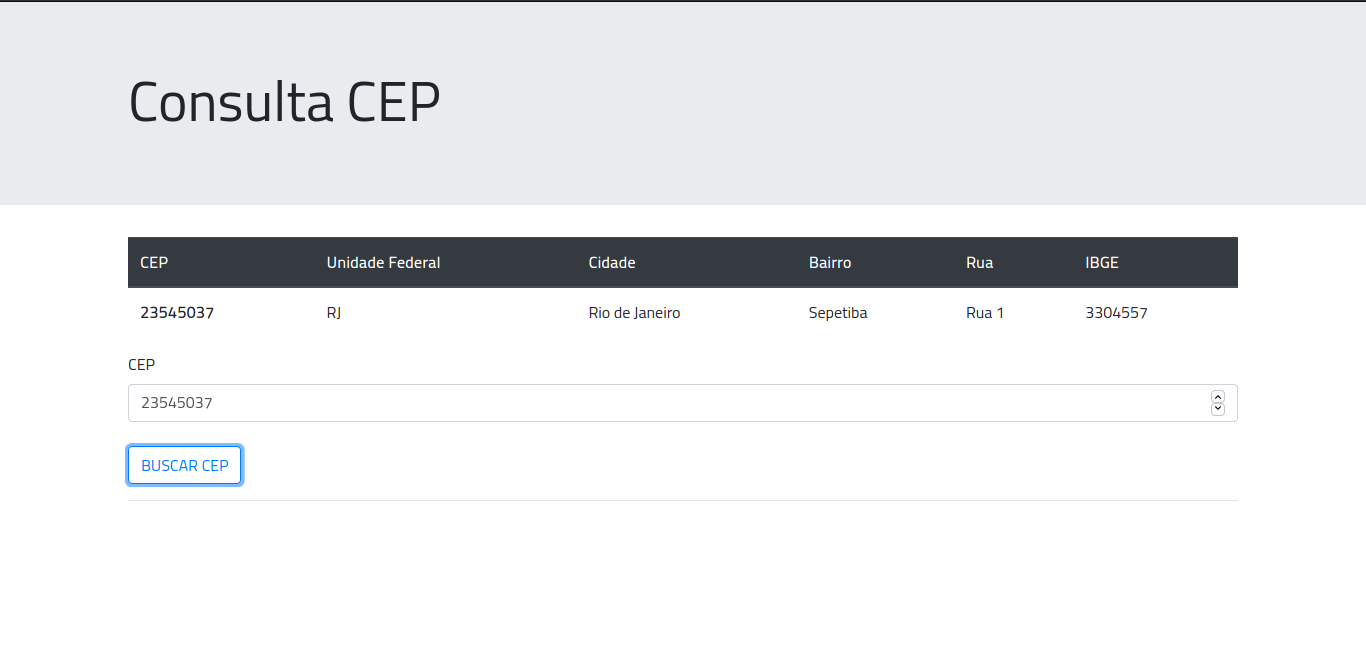 Consulta CEP
CEP Unidade Federal Cidade Bairro Rua IBGE
23545037 RJ Rio de Janeiro Sepetiba Rua 1 3304557
CEP
23545037
BUSCAR CEP